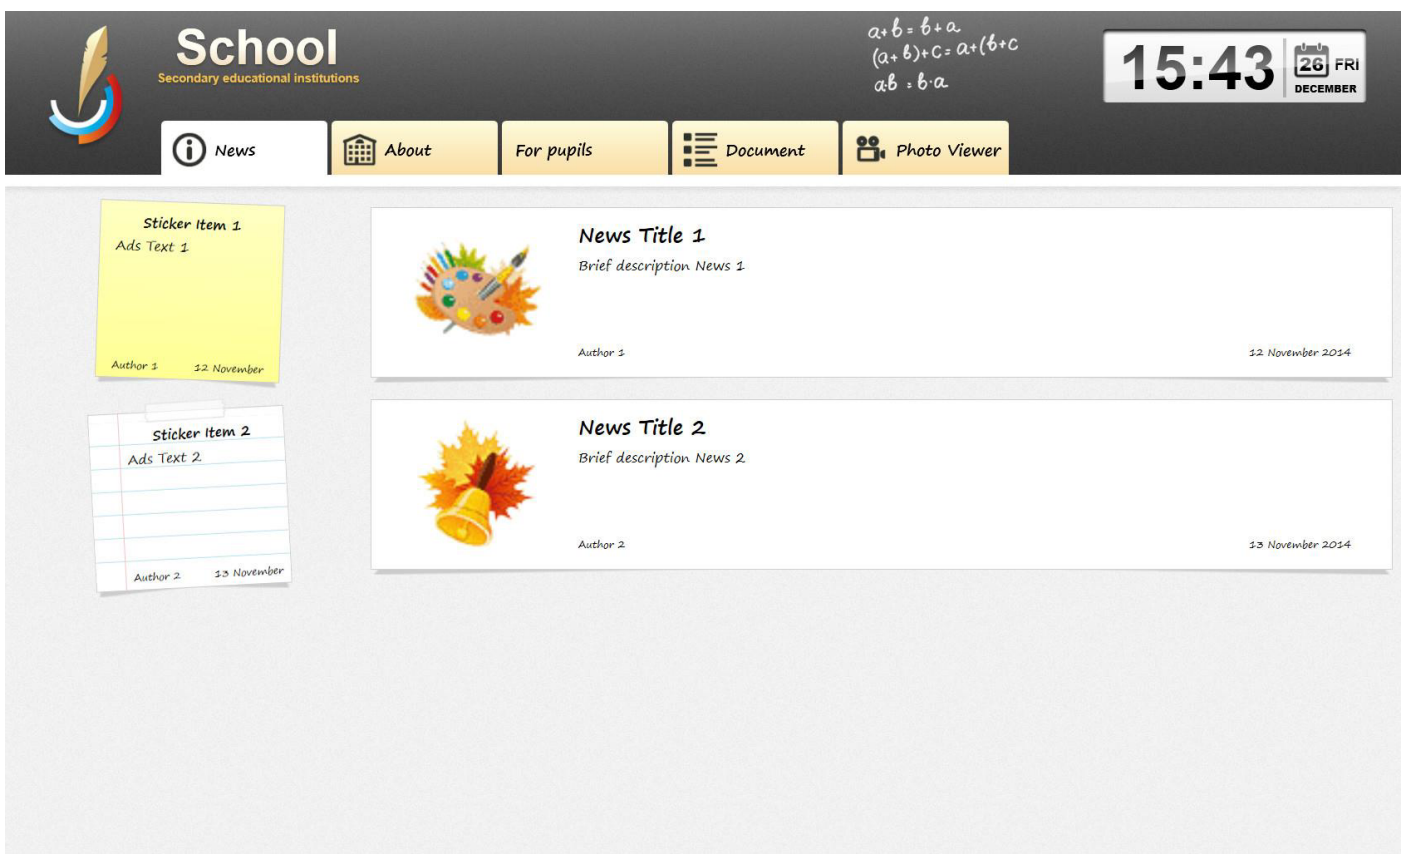 School
Secondary educational institutions
a+b=b+a
(a+b)+c=a+(b+c
ab=b·a
15:43
26 FRI
DECEMBER
News
About
For pupils
Document
Photo Viewer
Sticker Item 1
Ads Text 1
Author 1 12 November
Sticker Item 2
Ads Text 2
Author 2 13 November
News Title 1
Brief description News 1
Author 1 12 November 2014
News Title 2
Brief description News 2
Author 2 13 November 2014